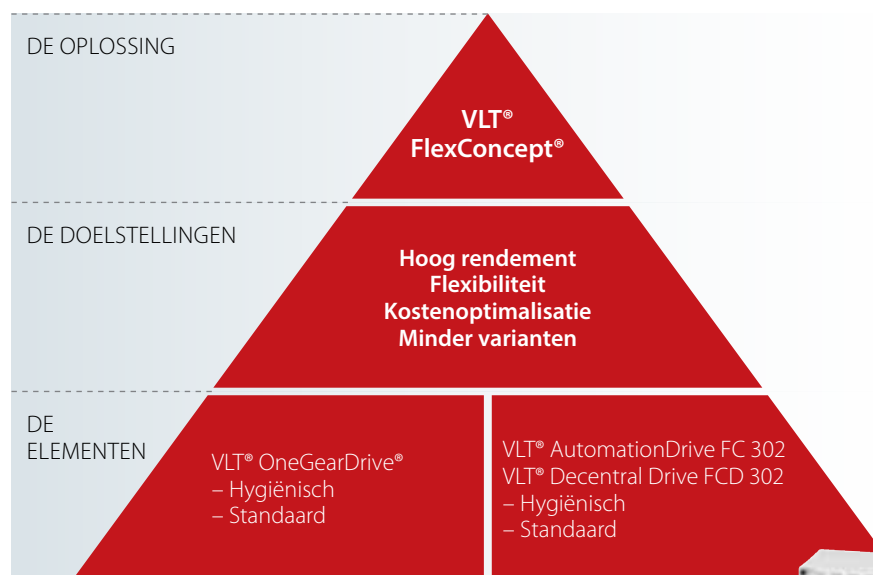 DE OPLOSSING
VLT®
FlexConcept®
DE DOELSTELLINGEN
Hoog rendement
Flexibiliteit
Kostenoptimalisatie
Minder varianten
DE
ELEMENTEN
VLT® OneGearDrive®
– Hygiënisch
– Standaard
VLT® AutomationDrive FC 302
VLT® Decentral Drive FCD 302
– Hygiënisch
– Standaard